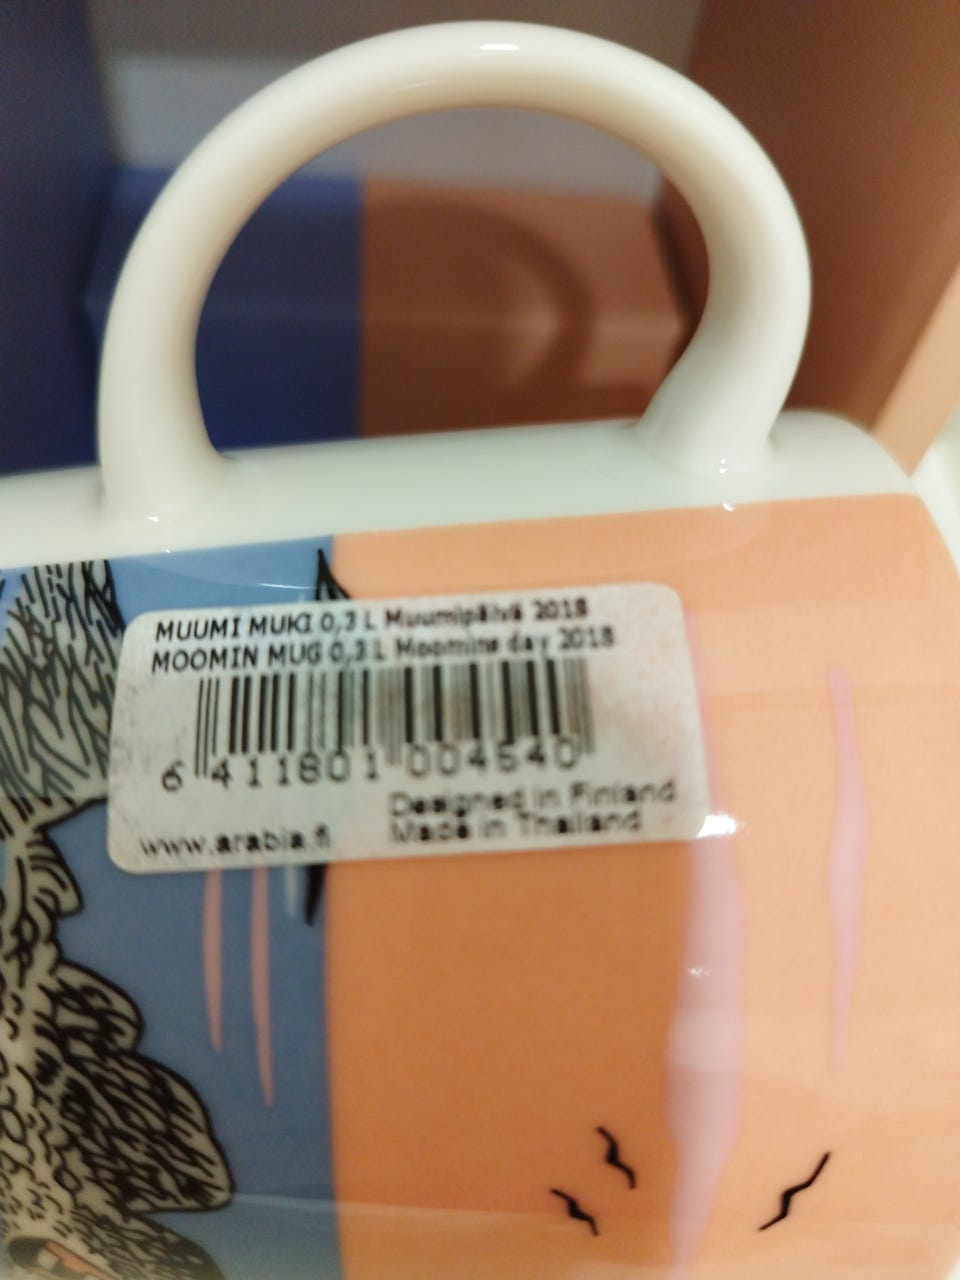 MUUMI MUKI 0,3 L Muumipäivä 2018
MOOMIN MUG 0,3 L Moomins day 2018
6 411801 004640
Designed in Finland
Made in Thailand
www.arabia.fi